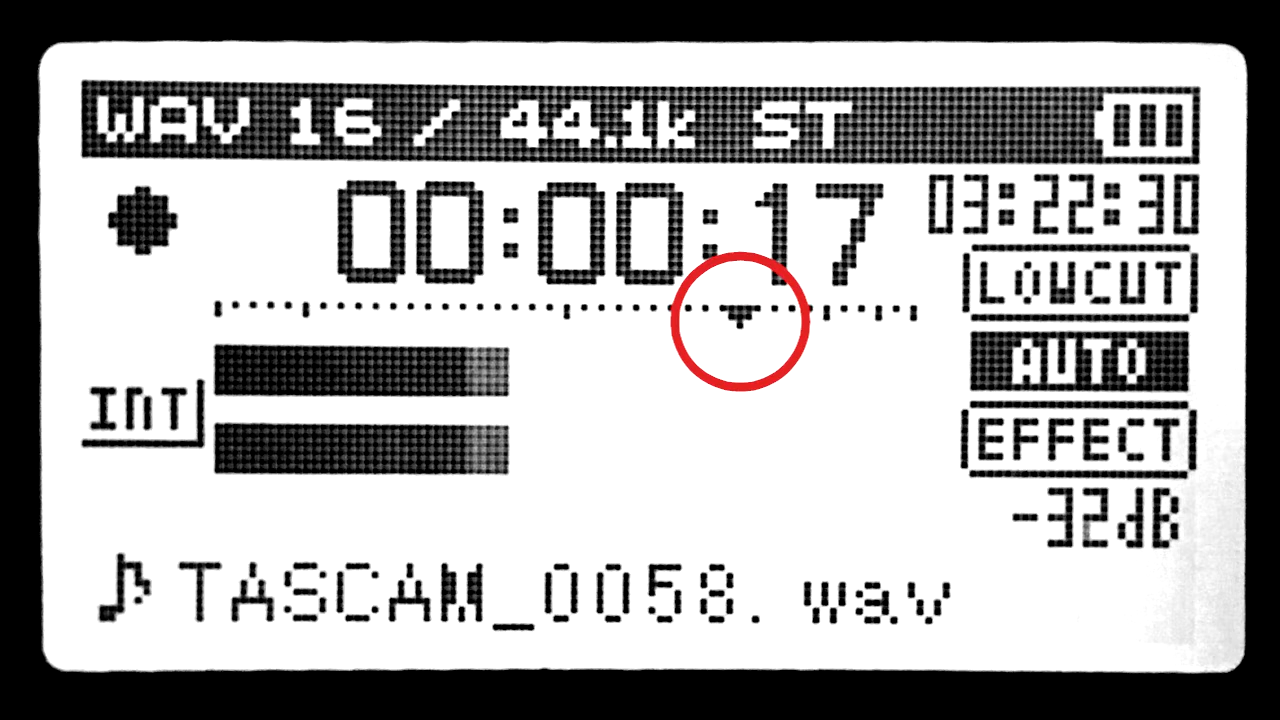 WAV 16 / 44.1k ST
00:00:17
03:22:30
LOWCUT
AUTO
INT
EFFECT
-32dB
TASCAM_0058.wav